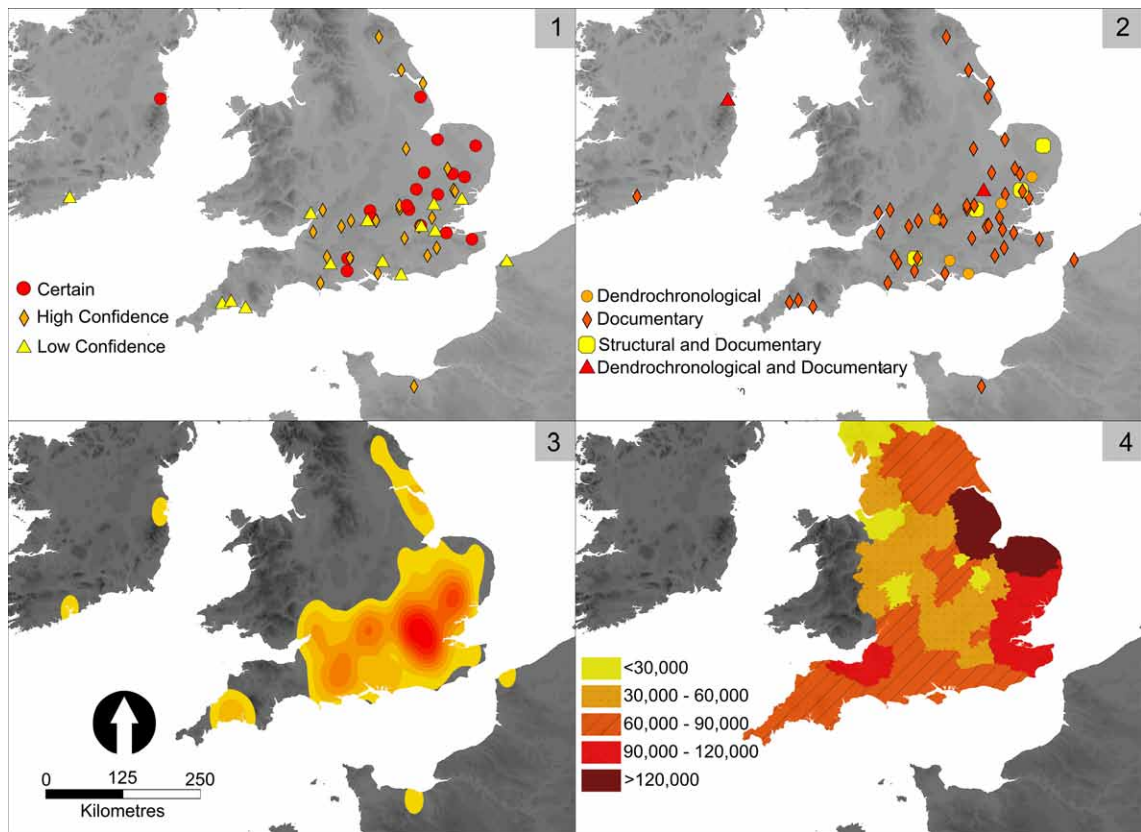 1
Certain
High Confidence
Low Confidence
2
Dendrochronological
Documentary
Structural and Documentary
Dendrochronological and Documentary
3
0 125 250
Kilometres
4
<30,000
30,000 - 60,000
60,000 - 90,000
90,000 - 120,000
>120,000